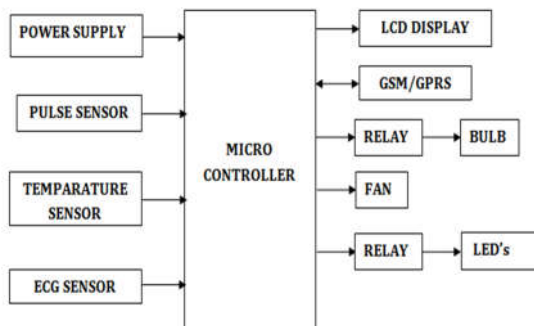 POWER SUPPLY
PULSE SENSOR
TEMPARATURE
SENSOR
ECG SENSOR
MICRO
CONTROLLER
LCD DISPLAY
GSM/GPRS
RELAY
BULB
FAN
RELAY
LED's